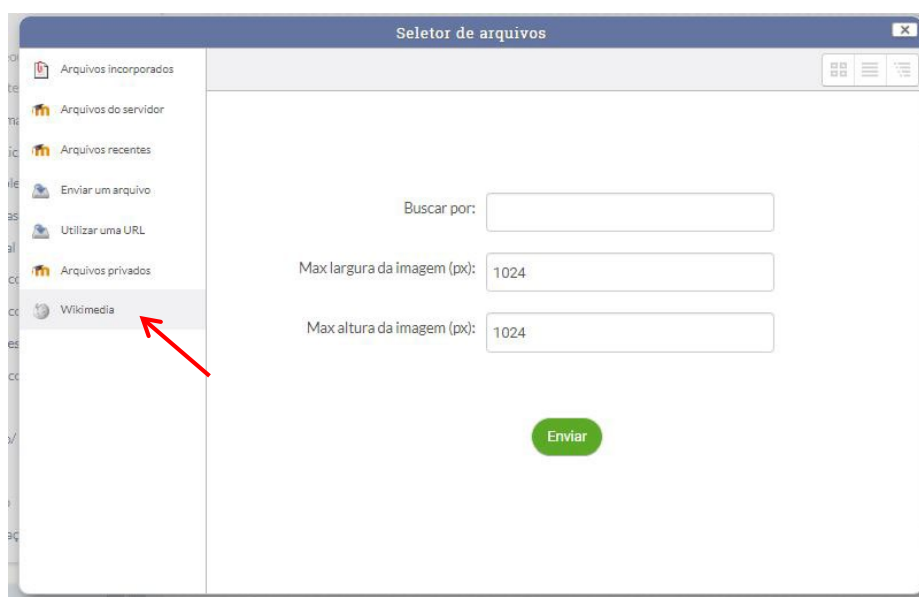 Seletor de arquivos
Arquivos incorporados
Arquivos do servidor
Arquivos recentes
Enviar um arquivo
Utilizar uma URL
Arquivos privados
Wikimedia
Buscar por:
Max largura da imagem (px): 1024
Max altura da imagem (px): 1024
Enviar